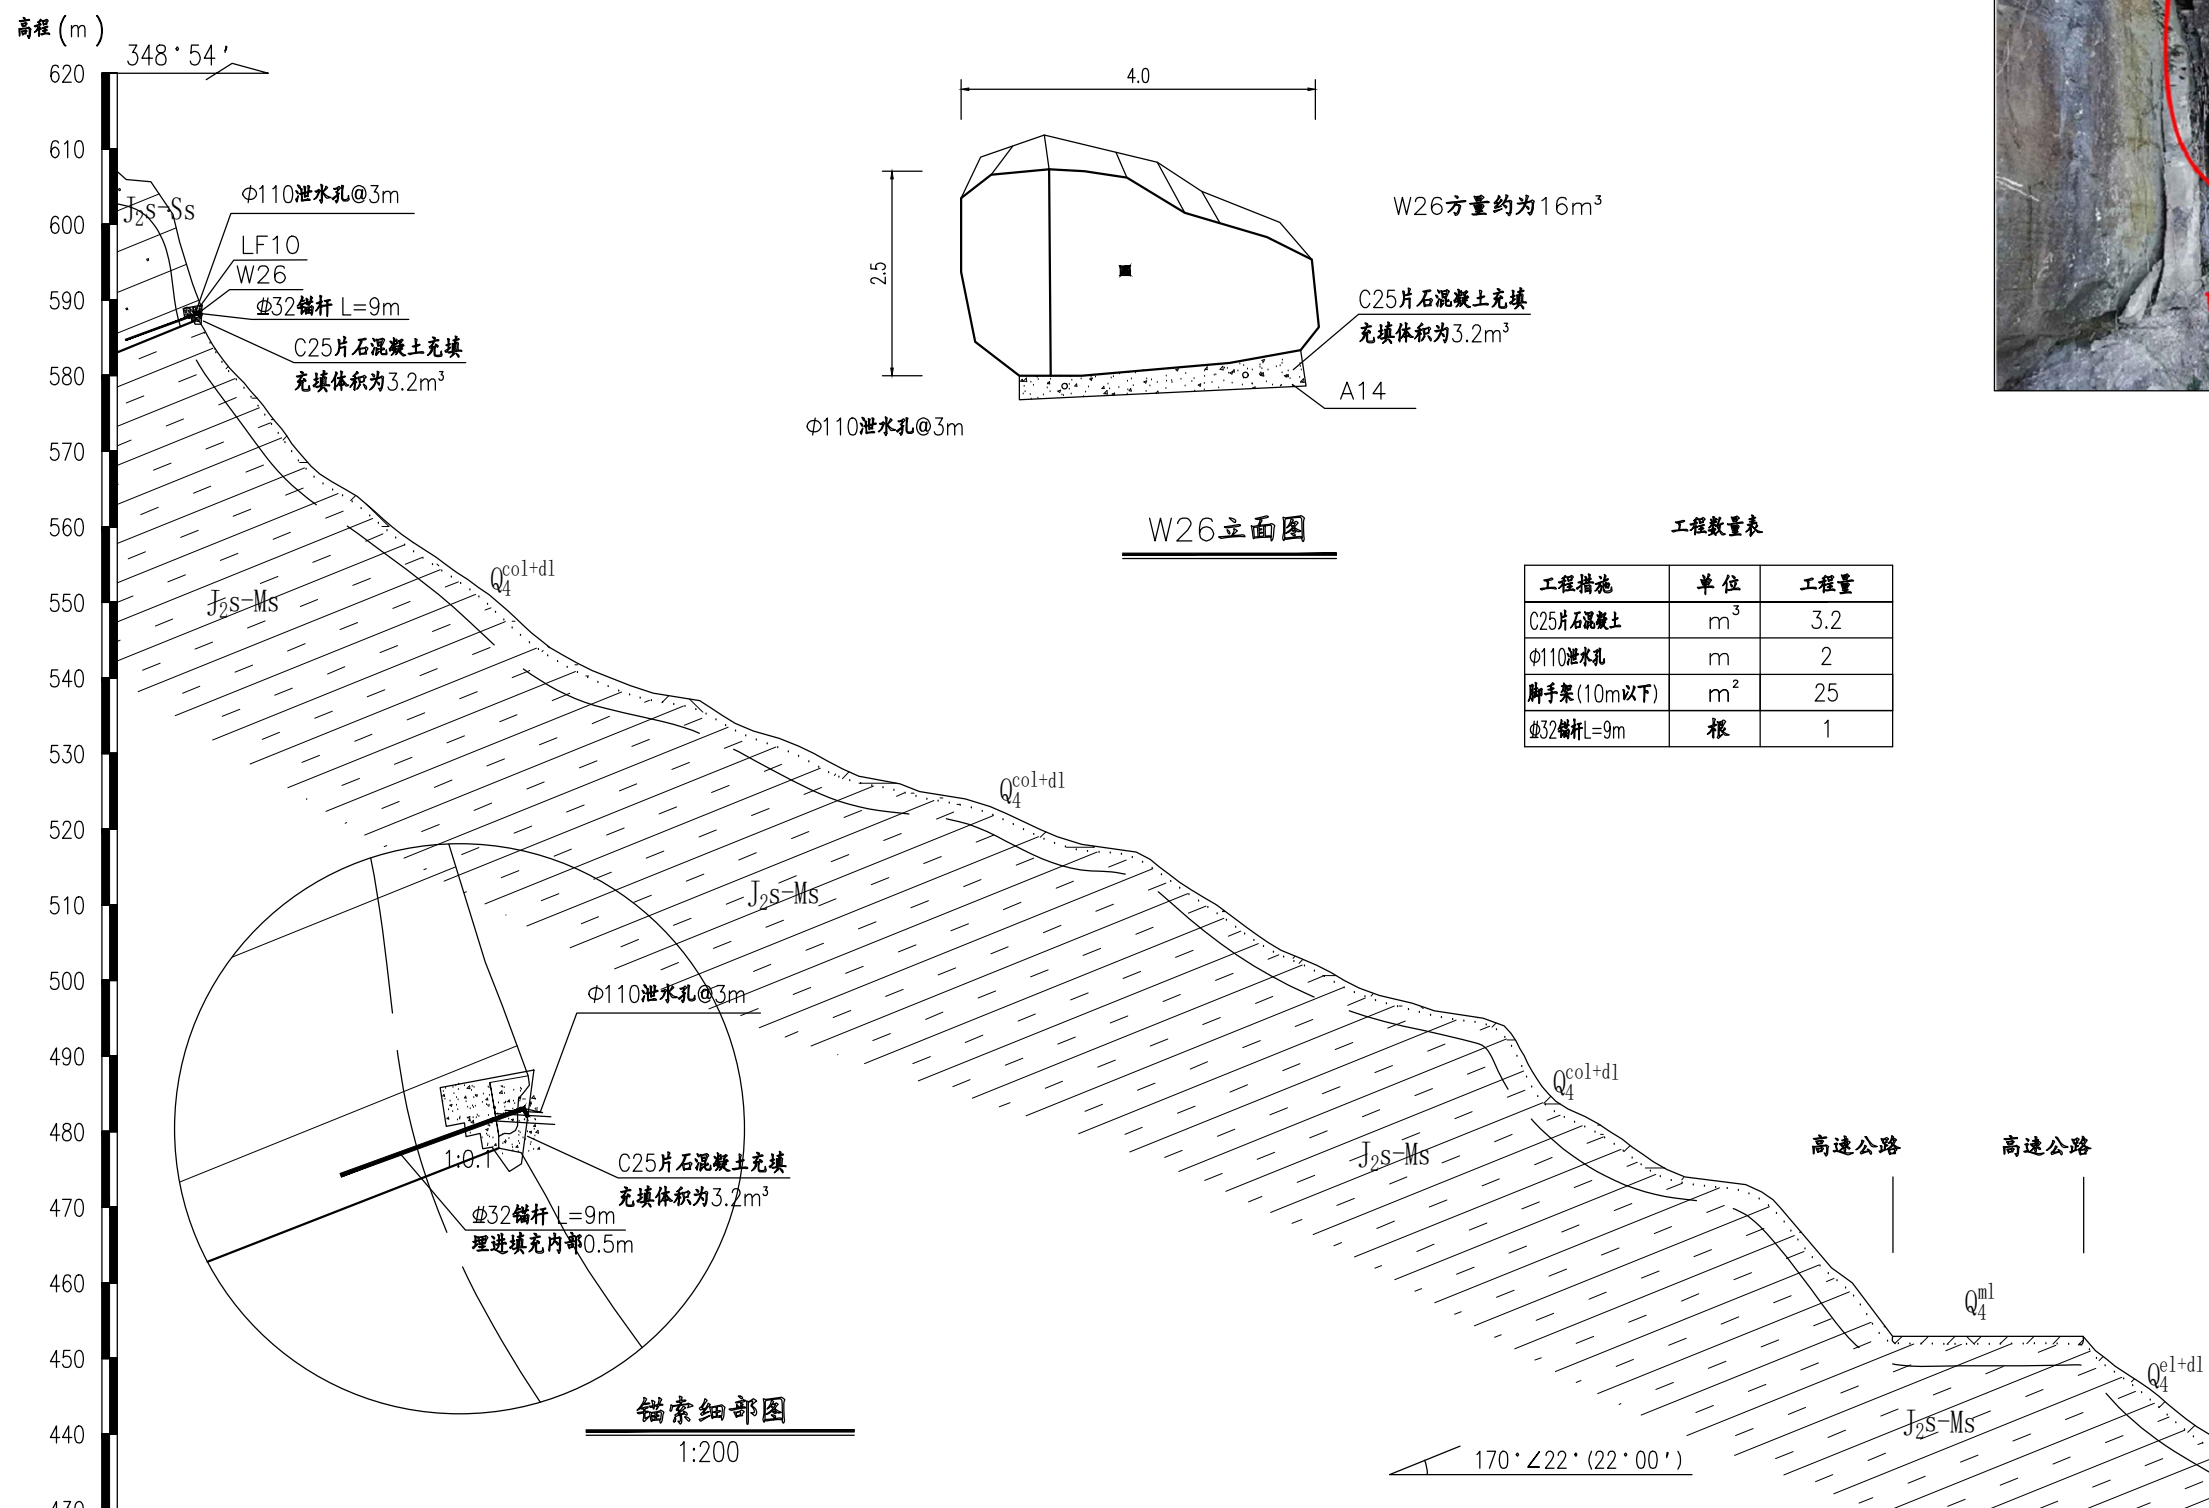 高程(m)
348°54′
620
610
600
590
580
570
560
550
540
530
520
510
500
490
480
470
460
450
440
J₂s-Ss
Φ110泄水孔@3m
LF10
W26
Φ32锚杆 L=9m
C25片石混凝土充填
充填体积为3.2m³
4.0
2.5
W26方量约为16m³
C25片石混凝土充填
充填体积为3.2m³
A14
Φ110泄水孔@3m
W26立面图
工程数量表
工程措施 单位 工程量
C25片石混凝土 m³ 3.2
Φ110泄水孔 m 2
脚手架(10m以下) m² 25
Φ32锚杆L=9m 根 1
Q₄ᶜᵒˡ⁺ᵈˡ
J₂s-Ms
Q₄ᶜᵒˡ⁺ᵈˡ
J₂s-Ms
Φ110泄水孔@3m
1:0.1
C25片石混凝土充填
充填体积为3.2m³
Φ32锚杆 L=9m
埋进填充内部0.5m
锚索细部图
1:200
Q₄ᶜᵒˡ⁺ᵈˡ
J₂s-Ms
高速公路 高速公路
Q₄ᵐˡ
Q₄ᵉˡ⁺ᵈˡ
J₂s-Ms
170°∠22°(22°00′)